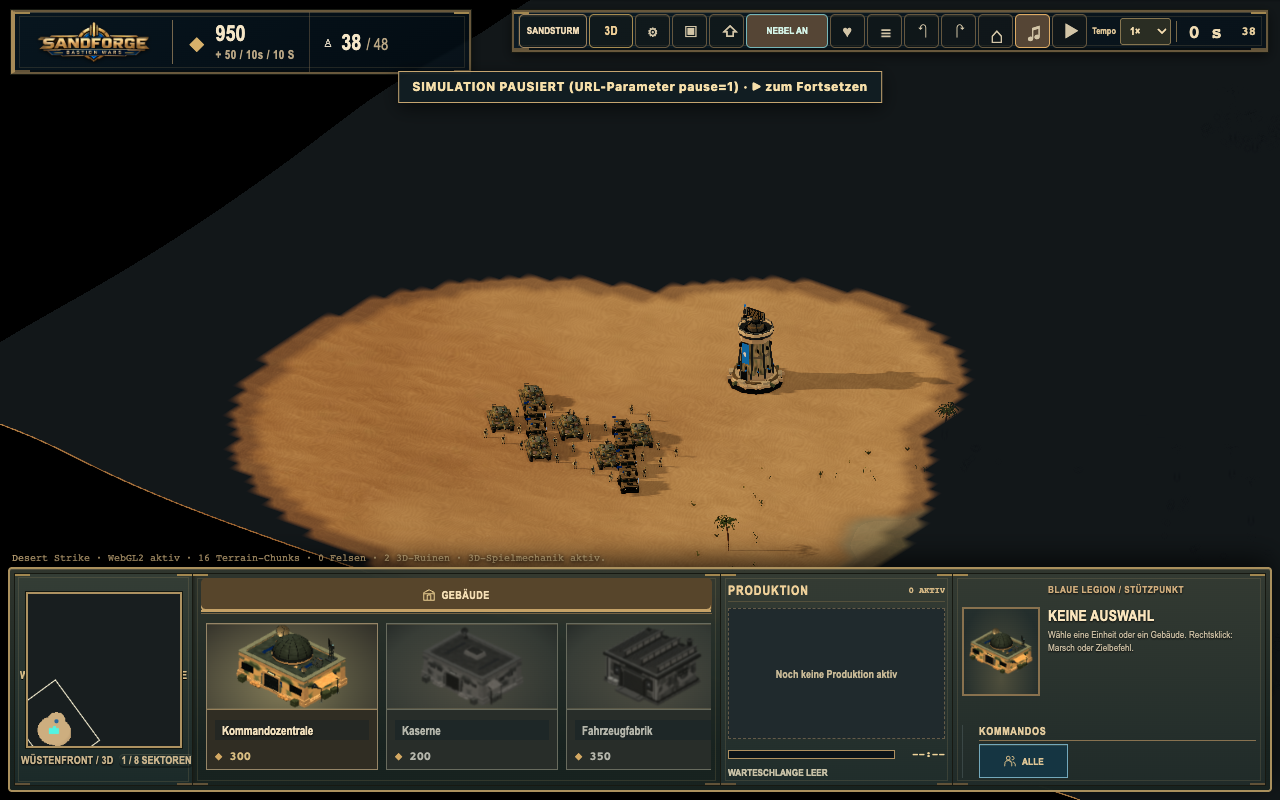 SANDFORGE
BASTION WARS
950
+ 50 / 10s / 10 S
38 / 48
SANDSTURM
3D
NEBEL AN
Tempo
1×
0 s
38
SIMULATION PAUSIERT (URL-Parameter pause=1) · ▶ zum Fortsetzen
Desert Strike · WebGL2 aktiv · 16 Terrain-Chunks · 0 Felsen · 2 3D-Ruinen · 3D-Spielmechanik aktiv.
W
E
WÜSTENFRONT / 3D
1 / 8 SEKTOREN
GEBÄUDE
Kommandozentrale
300
Kaserne
200
Fahrzeugfabrik
350
PRODUKTION
0 AKTIV
Noch keine Produktion aktiv
--:--
WARTESCHLANGE LEER
BLAUE LEGION / STÜTZPUNKT
KEINE AUSWAHL
Wähle eine Einheit oder ein Gebäude. Rechtsklick:
Marsch oder Zielbefehl.
KOMMANDOS
ALLE